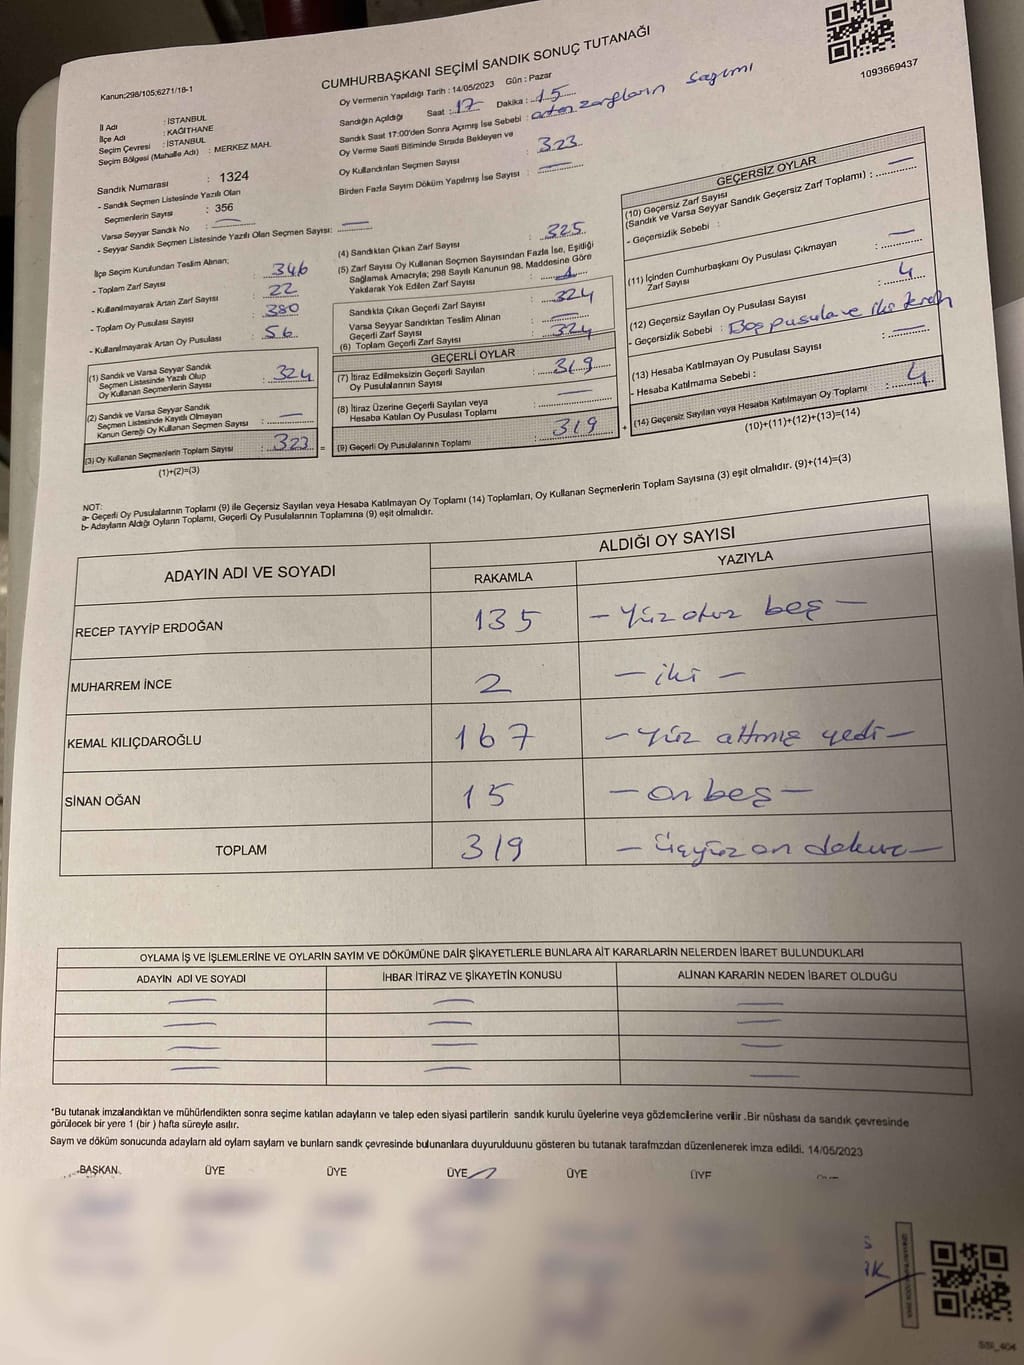 Kanun;298/105;6271/18-1
CUMHURBAŞKANI SEÇİMİ SANDIK SONUÇ TUTANAĞI
1093669437
İl Adı : İSTANBUL
İlçe Adı : KAĞITHANE
Seçim Çevresi : İSTANBUL
Seçim Bölgesi (Mahalle Adı) : MERKEZ MAH.
Sandık Numarası : 1324
- Sandık Seçmen Listesinde Yazılı Olan
Seçmenlerin Sayısı : 356
Varsa Seyyar Sandık No : —
- Seyyar Sandık Seçmen Listesinde Yazılı Olan Seçmen Sayısı: —
Oy Vermenin Yapıldığı Tarih : 14/05/2023 Gün : Pazar
Sandığın Açıldığı Saat : 17 Dakika : 15
Sandık Saat 17:00'den Sonra Açımış İse Sebebi : artan zarfların sayımı
Oy Verme Saati Bitiminde Sırada Bekleyen ve
Oy Kullandırılan Seçmen Sayısı : 323
Birden Fazla Sayım Döküm Yapılmış İse Sayısı : —
İlçe Seçim Kurulundan Teslim Alınan;
- Toplam Zarf Sayısı : 346
- Kullanılmayarak Artan Zarf Sayısı : 22
- Toplam Oy Pusulası Sayısı : 380
- Kullanılmayarak Artan Oy Pusulası : 56
(1) Sandık ve Varsa Seyyar Sandık
Seçmen Listesinde Yazılı Olup
Oy Kullanan Seçmenlerin Sayısı : 324
(2) Sandık ve Varsa Seyyar Sandık
Seçmen Listesinde Kayıtlı Olmayan
Kanun Gereği Oy Kullanan Seçmen Sayısı : —
(3) Oy Kullanan Seçmenlerin Toplam Sayısı : 323 =
(1)+(2)=(3)
(4) Sandıktan Çıkan Zarf Sayısı : 325
(5) Zarf Sayısı Oy Kullanan Seçmen Sayısından Fazla İse, Eşitliği
Sağlamak Amacıyla; 298 Sayılı Kanunun 98. Maddesine Göre
Yakılarak Yok Edilen Zarf Sayısı : 1
Sandıkla Çıkan Geçerli Zarf Sayısı : 324
Varsa Seyyar Sandıktan Teslim Alınan
Geçerli Zarf Sayısı : —
(6) Toplam Geçerli Zarf Sayısı : 324
GEÇERLİ OYLAR
(7) İtiraz Edilmeksizin Geçerli Sayılan
Oy Pusulalarının Sayısı : 319
(8) İtiraz Üzerine Geçerli Sayılan veya
Hesaba Katılan Oy Pusulası Toplamı : —
(9) Geçerli Oy Pusulalarının Toplamı : 319 +
GEÇERSİZ OYLAR
(10) Geçersiz Zarf Sayısı
(Sandık ve Varsa Seyyar Sandık Geçersiz Zarf Toplamı) : —
- Geçersizlik Sebebi :
(11) İçinden Cumhurbaşkanı Oy Pusulası Çıkmayan
Zarf Sayısı : —
(12) Geçersiz Sayılan Oy Pusulası Sayısı : 4
- Geçersizlik Sebebi : Boş pusula ve iki tercih
(13) Hesaba Katılmayan Oy Pusulası Sayısı : —
- Hesaba Katılmama Sebebi :
(14) Geçersiz Sayılan veya Hesaba Katılmayan Oy Toplamı : 4
(10)+(11)+(12)+(13)=(14)
NOT:
a- Geçerli Oy Pusulalarının Toplamı (9) ile Geçersiz Sayılan veya Hesaba Katılmayan Oy Toplamı (14) Toplamları, Oy Kullanan Seçmenlerin Toplam Sayısına (3) eşit olmalıdır. (9)+(14)=(3)
b- Adayların Aldığı Oyların Toplamı, Geçerli Oy Pusulalarının Toplamına (9) eşit olmalıdır.
ADAYIN ADI VE SOYADI
ALDIĞI OY SAYISI
RAKAMLA YAZIYLA
RECEP TAYYİP ERDOĞAN 135 — Yüz otuz beş —
MUHARREM İNCE 2 — iki —
KEMAL KILIÇDAROĞLU 167 — Yüz altmış yedi —
SİNAN OĞAN 15 — on beş —
TOPLAM 319 — üçyüz on dokuz —
OYLAMA İŞ VE İŞLEMLERİNE VE OYLARIN SAYIM VE DÖKÜMÜNE DAİR ŞİKAYETLERLE BUNLARA AİT KARARLARIN NELERDEN İBARET BULUNDUKLARI
ADAYIN ADI VE SOYADI İHBAR İTİRAZ VE ŞİKAYETİN KONUSU ALINAN KARARIN NEDEN İBARET OLDUĞU
— — —
— — —
— — —
— — —
*Bu tutanak imzalandıktan ve mühürlendikten sonra seçime katılan adayların ve talep eden siyasi partilerin sandık kurulu üyelerine veya gözlemcilerine verilir .Bir nüshası da sandık çevresinde
görülecek bir yere 1 (bir ) hafta süreyle asılır.
Sayım ve döküm sonucunda adayların ald oyların sayıların ve bunların sandk çevresinde bulunanlara duyurulduunu gösteren bu tutanak tarafımzdan düzenlenerek imza edildi. 14/05/2023
BAŞKAN ÜYE ÜYE ÜYE ÜYE ÜYE
SSI_404